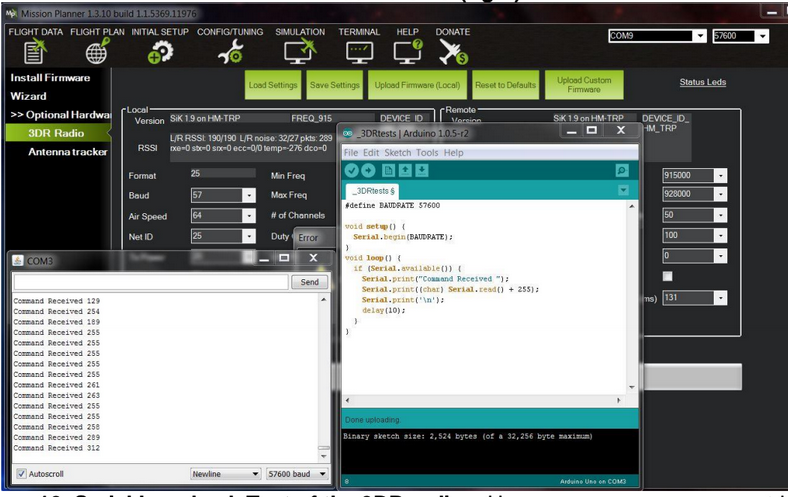 Mission Planner 1.3.10 build 1.1.5369.11976
FLIGHT DATA FLIGHT PLAN INITIAL SETUP CONFIG/TUNING SIMULATION TERMINAL HELP DONATE
COM9 57600
Install Firmware
Wizard
>> Optional Hardwa
3DR Radio
Antenna tracker
Load Settings Save Settings Upload Firmware (Local) Reset to Defaults Upload Custom Firmware
Status Leds
Local
Version SiK 1.9 on HM-TRP FREQ_915 DEVICE_ID
RSSI L/R RSSI: 190/190 L/R noise: 32/27 pkts: 289
rxe=0 stx=0 srx=0 ecc=0/0 temp=-276 dco=0
Format 25 Min Freq
Baud 57 Max Freq
Air Speed 64 # of Channels
Net ID 25 Duty
Error
Remote
Version SiK 1.9 on HM-TRP DEVICE_ID_
HM_TRP
915000
928000
50
100
0
ms) 131
_3DRtests | Arduino 1.0.5-r2
File Edit Sketch Tools Help
_3DRtests §
#define BAUDRATE 57600
void setup() {
Serial.begin(BAUDRATE);
}
void loop() {
if (Serial.available()) {
Serial.print("Command Received ");
Serial.print((char) Serial.read() + 255);
Serial.print('\n');
delay(10);
}
}
Done uploading.
Binary sketch size: 2,524 bytes (of a 32,256 byte maximum)
8 Arduino Uno on COM3
COM3
Send
Command Received 129
Command Received 254
Command Received 189
Command Received 255
Command Received 255
Command Received 255
Command Received 255
Command Received 255
Command Received 261
Command Received 263
Command Received 255
Command Received 255
Command Received 258
Command Received 289
Command Received 312
Autoscroll Newline 57600 baud